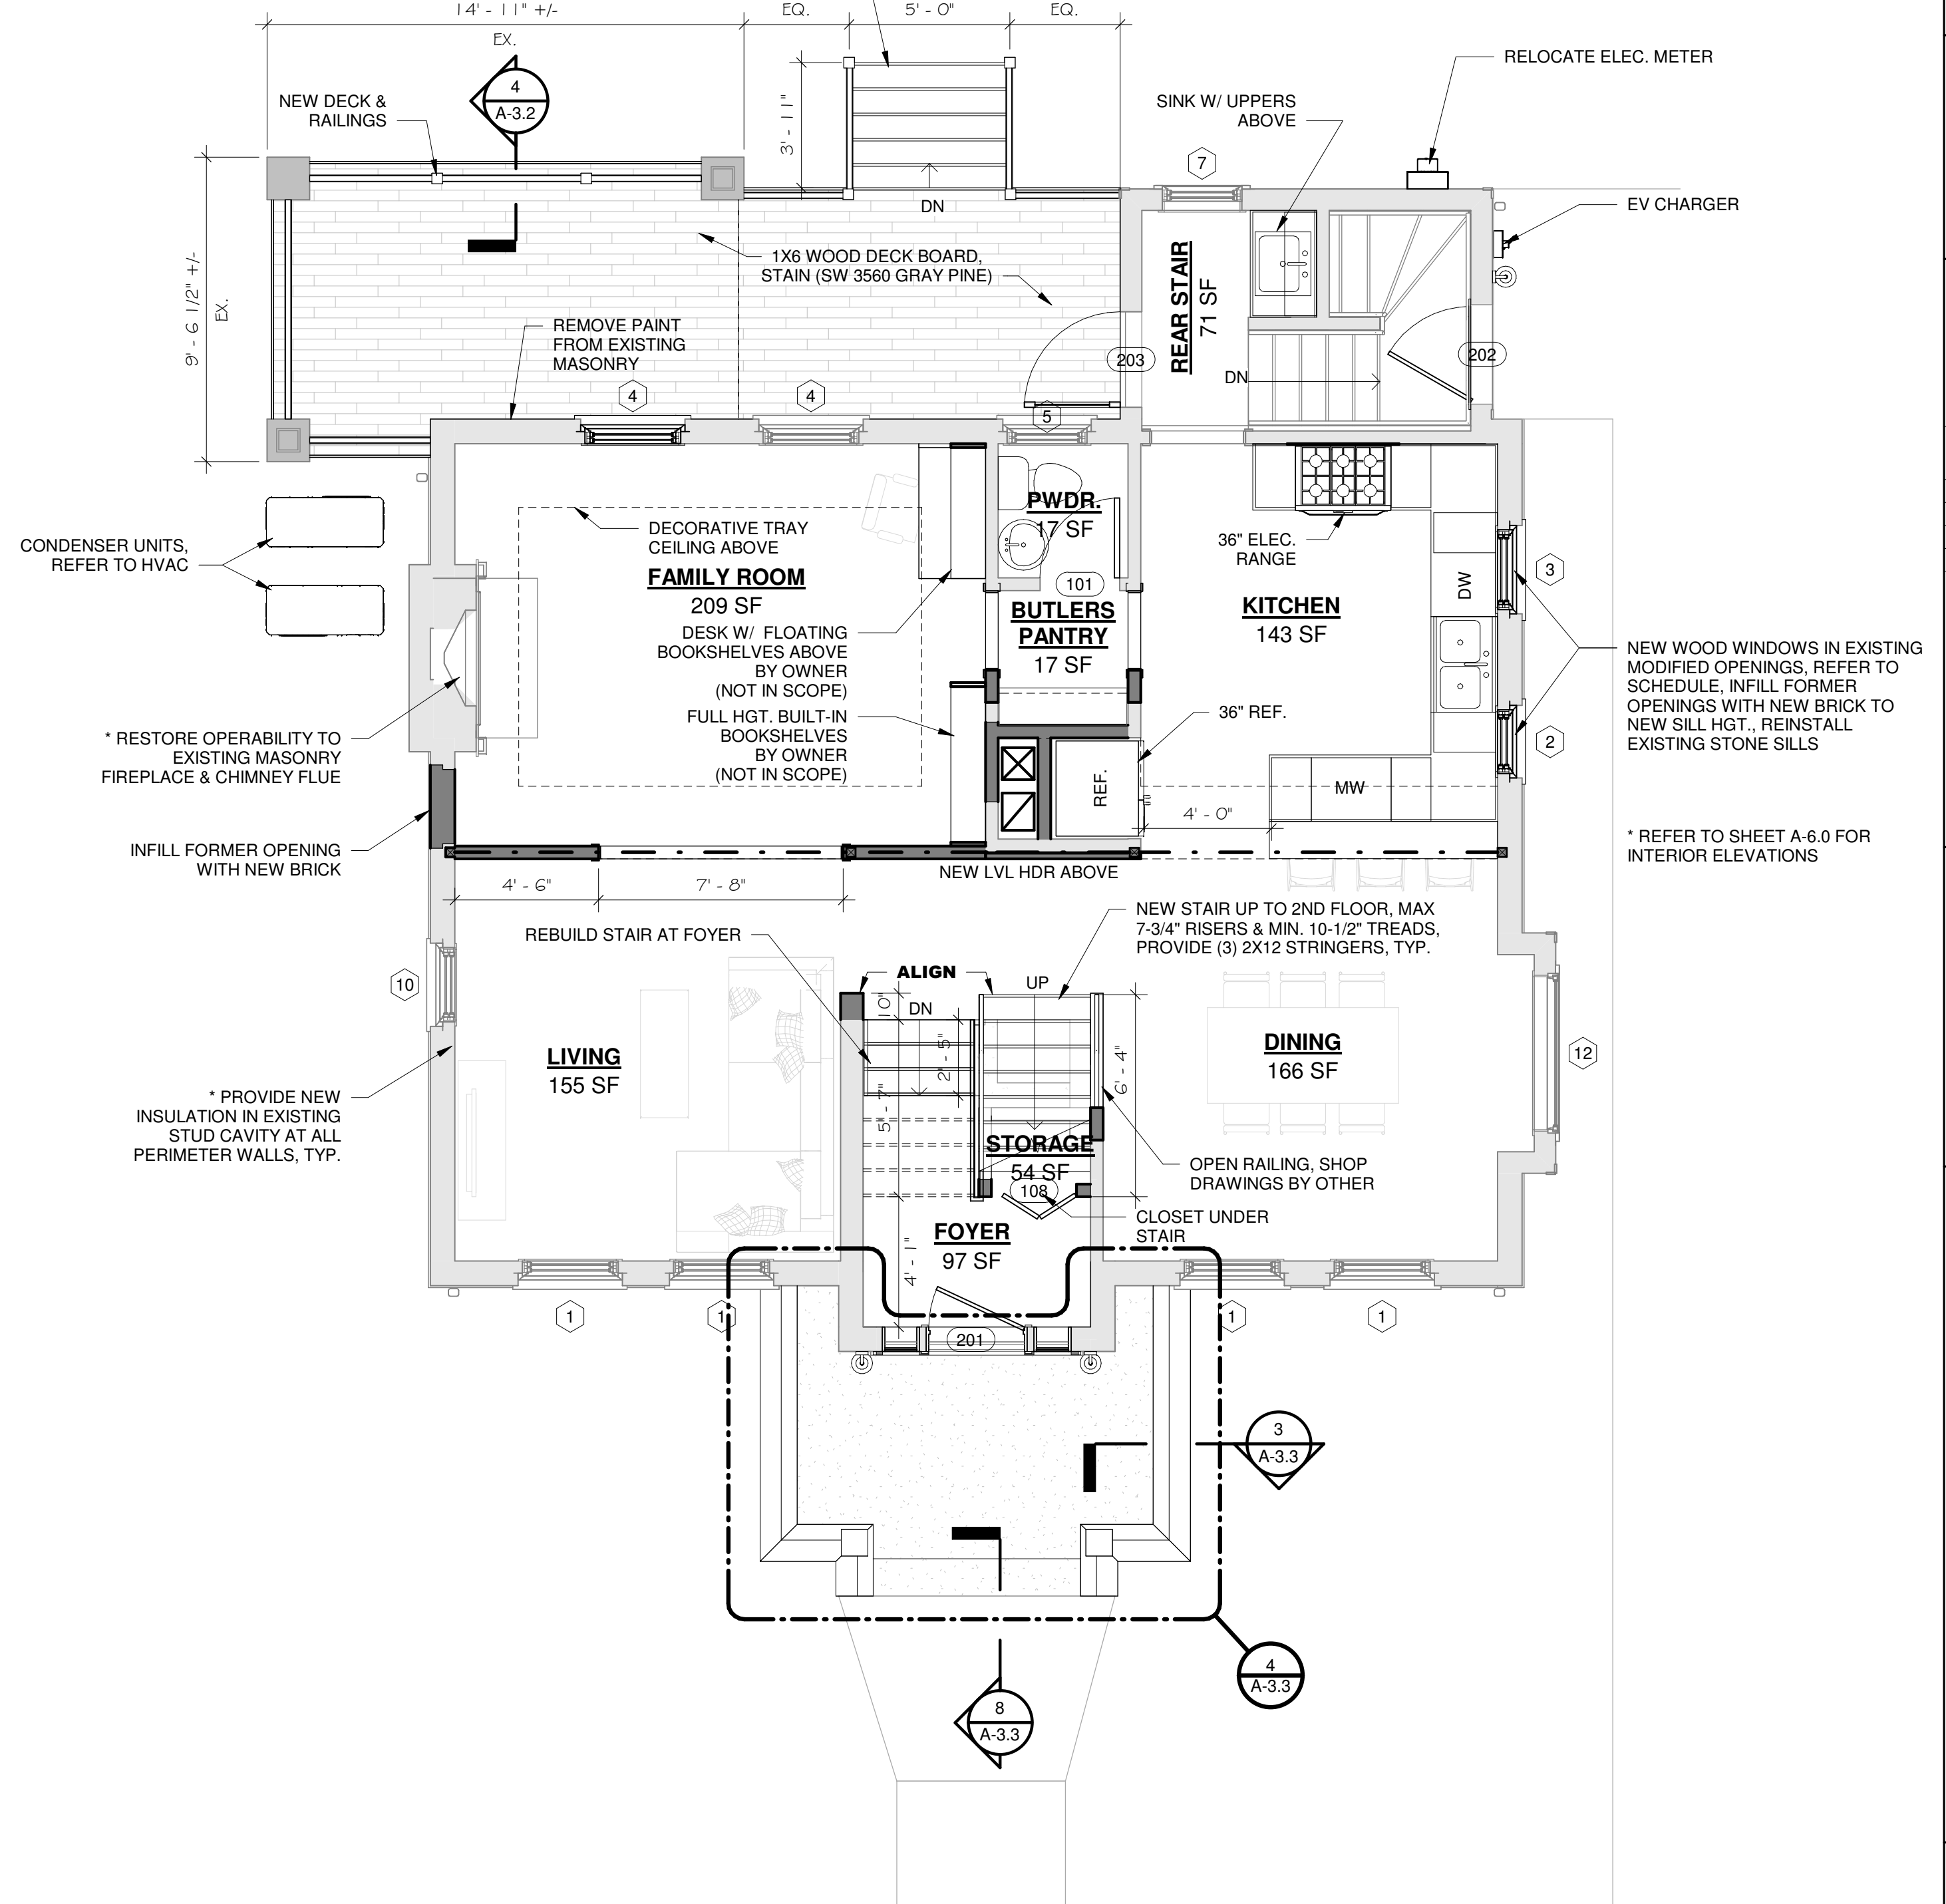 14' - 11" +/-
EQ.
5' - 0"
EQ.
EX.
RELOCATE ELEC. METER
4
A-3.2
NEW DECK &
RAILINGS
3' - 11"
SINK W/ UPPERS
ABOVE
7
EV CHARGER
DN
9' - 6 1/2" +/-
EX.
1X6 WOOD DECK BOARD,
STAIN (SW 3560 GRAY PINE)
REAR STAIR
71 SF
REMOVE PAINT
FROM EXISTING
MASONRY
203
202
DN
4
4
5
CONDENSER UNITS,
REFER TO HVAC
DECORATIVE TRAY
CEILING ABOVE
FAMILY ROOM
209 SF
PWDR.
17 SF
36" ELEC.
RANGE
DW
3
101
BUTLERS
PANTRY
17 SF
KITCHEN
143 SF
DESK W/ FLOATING
BOOKSHELVES ABOVE
BY OWNER
(NOT IN SCOPE)
NEW WOOD WINDOWS IN EXISTING
MODIFIED OPENINGS, REFER TO
SCHEDULE, INFILL FORMER
OPENINGS WITH NEW BRICK TO
NEW SILL HGT., REINSTALL
EXISTING STONE SILLS
FULL HGT. BUILT-IN
BOOKSHELVES
BY OWNER
(NOT IN SCOPE)
36" REF.
2
* RESTORE OPERABILITY TO
EXISTING MASONRY
FIREPLACE & CHIMNEY FLUE
REF.
MW
4' - 0"
INFILL FORMER OPENING
WITH NEW BRICK
* REFER TO SHEET A-6.0 FOR
INTERIOR ELEVATIONS
NEW LVL HDR ABOVE
4' - 6"
7' - 8"
NEW STAIR UP TO 2ND FLOOR, MAX
7-3/4" RISERS & MIN. 10-1/2" TREADS,
PROVIDE (3) 2X12 STRINGERS, TYP.
REBUILD STAIR AT FOYER
ALIGN
10
10"
DN
UP
2' - 5"
6' - 4"
5' - 7"
LIVING
155 SF
DINING
166 SF
12
* PROVIDE NEW
INSULATION IN EXISTING
STUD CAVITY AT ALL
PERIMETER WALLS, TYP.
STORAGE
54 SF
108
OPEN RAILING, SHOP
DRAWINGS BY OTHER
CLOSET UNDER
STAIR
FOYER
97 SF
4' - 1"
1
1
1
1
201
3
A-3.3
4
A-3.3
8
A-3.3